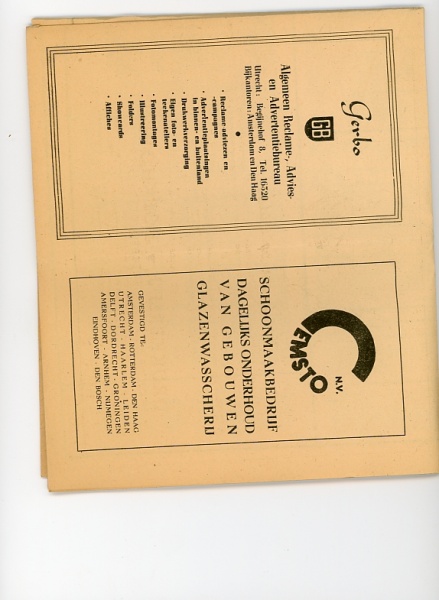 Gerbo
GB
Algemeen Reclame-, Advies-
en Advertentiebureau
Utrecht: Begijnehof 8, Tel. 16520
Bijkantoren: Amsterdam en Den Haag
• Reclame-adviezen en
-campagnes
• Advertentieplaatsingen
in binnen- en buitenland
• Drukwerkverzorging
• Eigen foto- en
tekenateliers
• Fotomontages
• Illustrering
• Folders
• Showcards
• Affiches
N.V.
CEMSTO
SCHOONMAAKBEDRIJF
DAGELIJKS ONDERHOUD
VAN GEBOUWEN
GLAZENWASSCHERIJ
GEVESTIGD TE:
AMSTERDAM - ROTTERDAM - DEN HAAG
UTRECHT - HAARLEM - LEIDEN
DELFT - DORDRECHT - GRONINGEN
AMERSFOORT - ARNHEM - NIJMEGEN
EINDHOVEN - DEN BOSCH